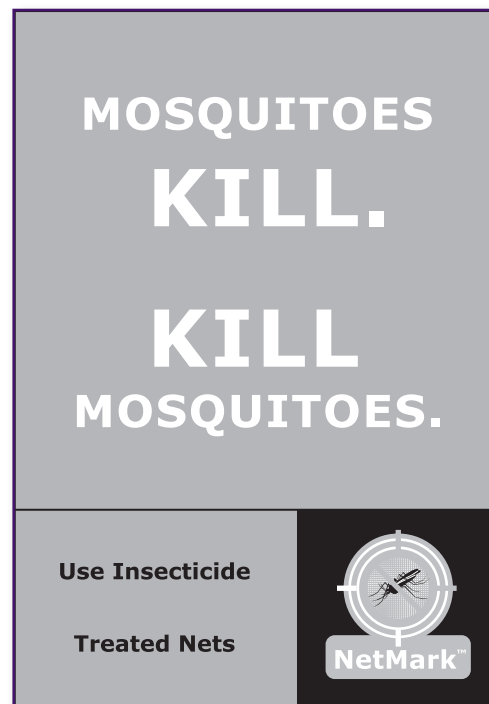 MOSQUITOES
KILL.
KILL
MOSQUITOES.
Use Insecticide
Treated Nets
NetMark™